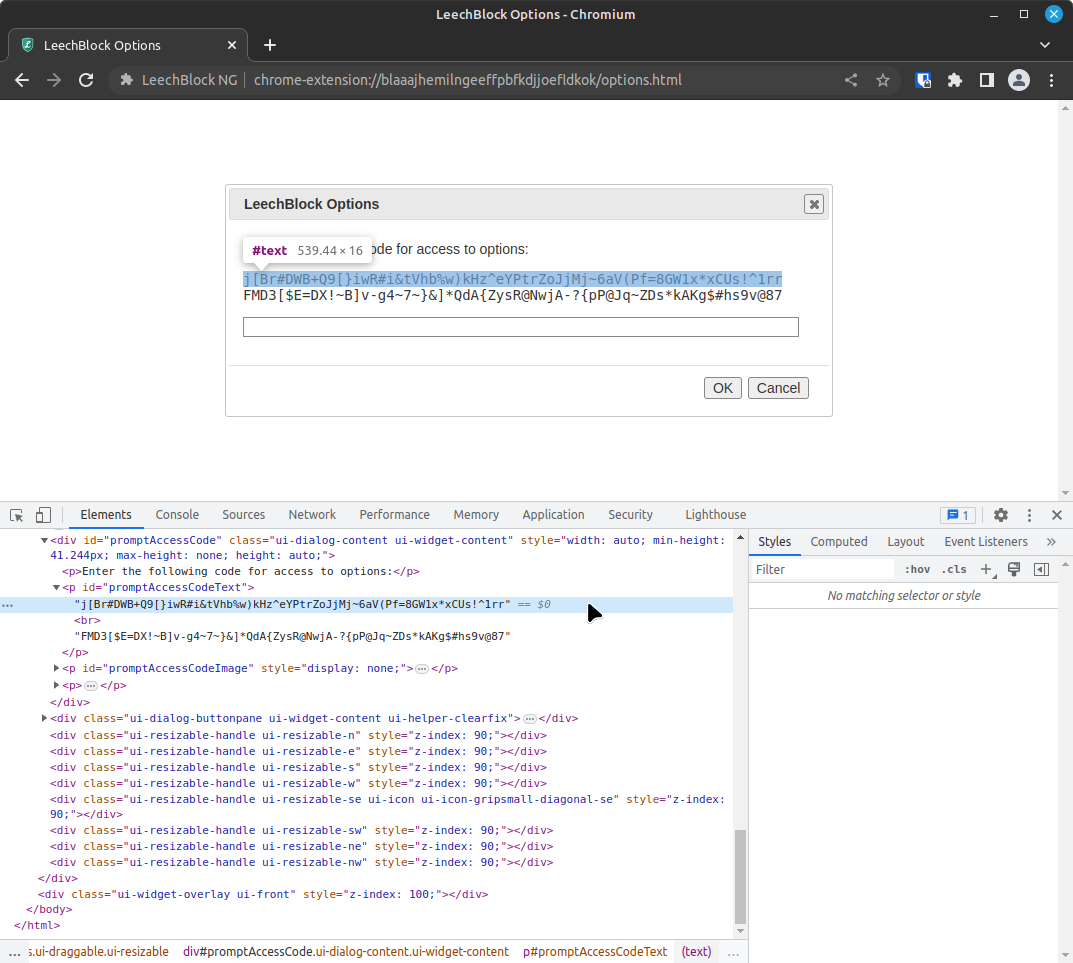 LeechBlock Options - Chromium
LeechBlock Options
LeechBlock NG | chrome-extension://blaaajhemilngeeffpbfkdjjoefldkok/options.html
LeechBlock Options
#text 539.44 × 16
ode for access to options:
j[Br#DWB+Q9[}iwR#i&tVhb%w)kHz^eYPtrZoJjMj~6aV(Pf=8GW1x*xCUs!^1rr
FMD3[$E=DX!~B]v-g4~7~}&]*QdA{ZysR@NwjA-?{pP@Jq~ZDs*kAKg$#hs9v@87
OK Cancel
Elements Console Sources Network Performance Memory Application Security Lighthouse 1
<div id="promptAccessCode" class="ui-dialog-content ui-widget-content" style="width: auto; min-height:
41.244px; max-height: none; height: auto;">
<p>Enter the following code for access to options:</p>
<p id="promptAccessCodeText">
"j[Br#DWB+Q9[}iwR#i&tVhb%w)kHz^eYPtrZoJjMj~6aV(Pf=8GW1x*xCUs!^1rr" == $0
<br>
"FMD3[$E=DX!~B]v-g4~7~}&]*QdA{ZysR@NwjA-?{pP@Jq~ZDs*kAKg$#hs9v@87"
</p>
<p id="promptAccessCodeImage" style="display: none;">…</p>
<p>…</p>
</div>
<div class="ui-dialog-buttonpane ui-widget-content ui-helper-clearfix">…</div>
<div class="ui-resizable-handle ui-resizable-n" style="z-index: 90;"></div>
<div class="ui-resizable-handle ui-resizable-e" style="z-index: 90;"></div>
<div class="ui-resizable-handle ui-resizable-s" style="z-index: 90;"></div>
<div class="ui-resizable-handle ui-resizable-w" style="z-index: 90;"></div>
<div class="ui-resizable-handle ui-resizable-se ui-icon ui-icon-gripsmall-diagonal-se" style="z-index:
90;"></div>
<div class="ui-resizable-handle ui-resizable-sw" style="z-index: 90;"></div>
<div class="ui-resizable-handle ui-resizable-ne" style="z-index: 90;"></div>
<div class="ui-resizable-handle ui-resizable-nw" style="z-index: 90;"></div>
</div>
<div class="ui-widget-overlay ui-front" style="z-index: 100;"></div>
</body>
</html>
... s.ui-draggable.ui-resizable div#promptAccessCode.ui-dialog-content.ui-widget-content p#promptAccessCodeText (text) ...
Styles Computed Layout Event Listeners »
Filter :hov .cls +
No matching selector or style